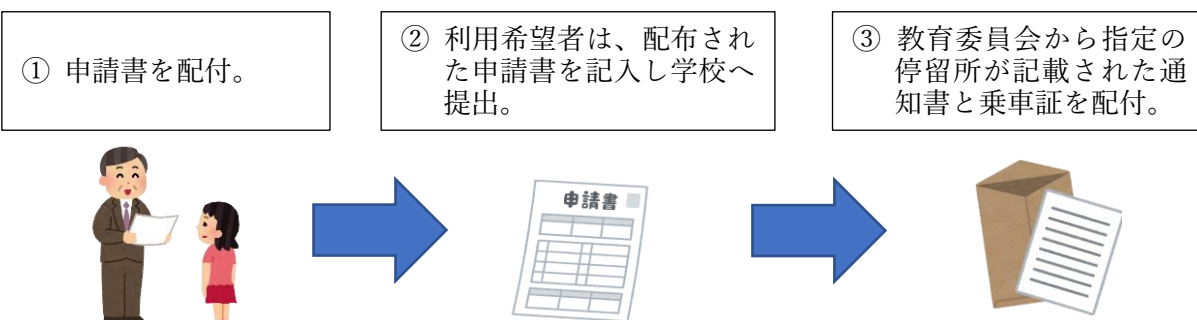 ① 申請書を配付。
② 利用希望者は、配布され
た申請書を記入し学校へ
提出。
③ 教育委員会から指定の
停留所が記載された通
知書と乗車証を配付。
申請書